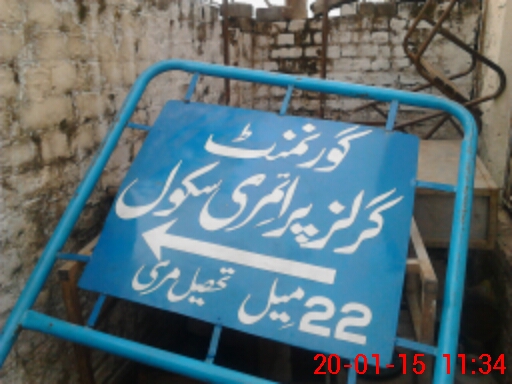 گورنمنٹ
گرلز پرائمری سکول
22 میل تحصیل مری
20-01-15 11:34